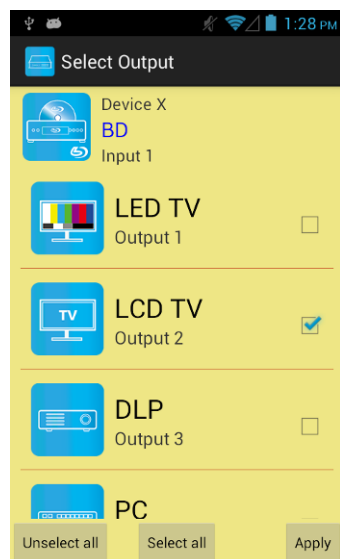 1:28 PM
Select Output
Device X
BD
Input 1
LED TV
Output 1
TV
LCD TV
Output 2
DLP
Output 3
PC
Unselect all
Select all
Apply